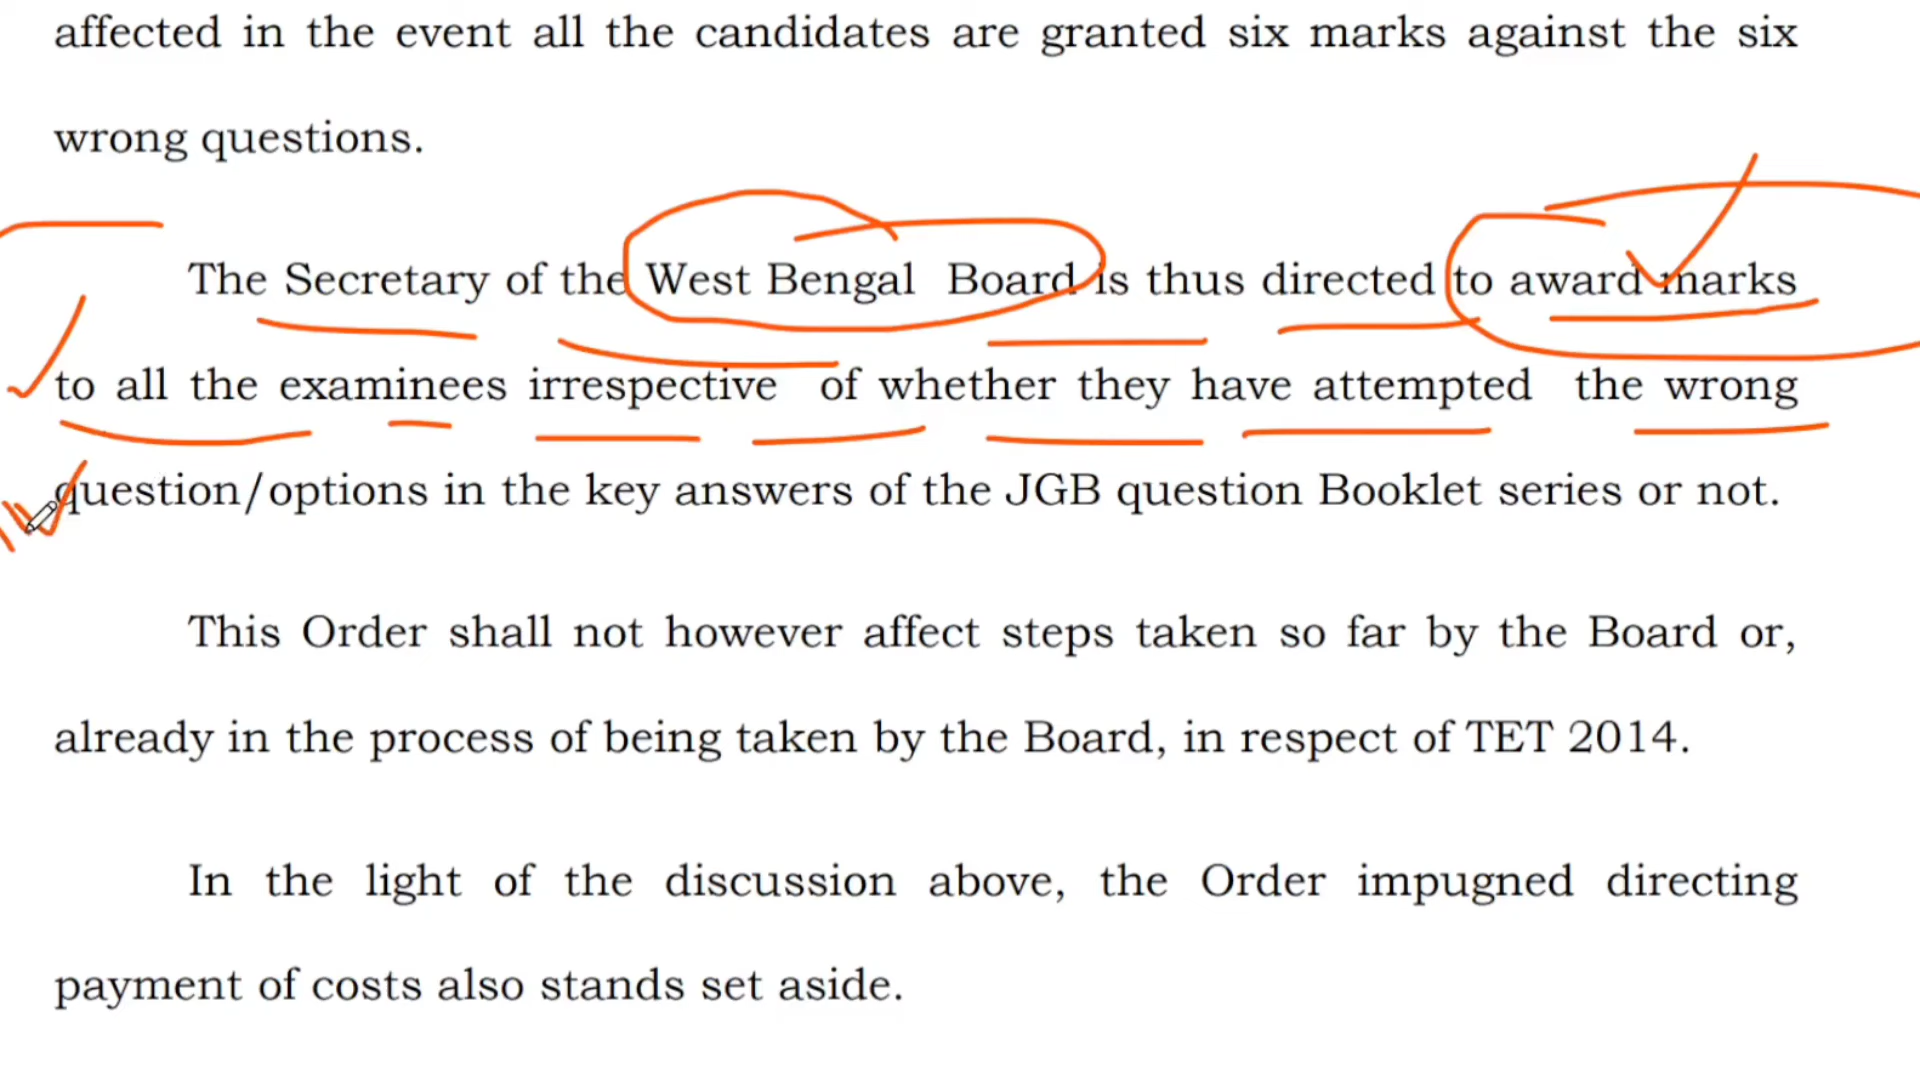 affected in the event all the candidates are granted six marks against the six
wrong questions.
The Secretary of the West Bengal Board is thus directed to award marks
to all the examinees irrespective of whether they have attempted the wrong
question/options in the key answers of the JGB question Booklet series or not.
This Order shall not however affect steps taken so far by the Board or,
already in the process of being taken by the Board, in respect of TET 2014.
In the light of the discussion above, the Order impugned directing
payment of costs also stands set aside.